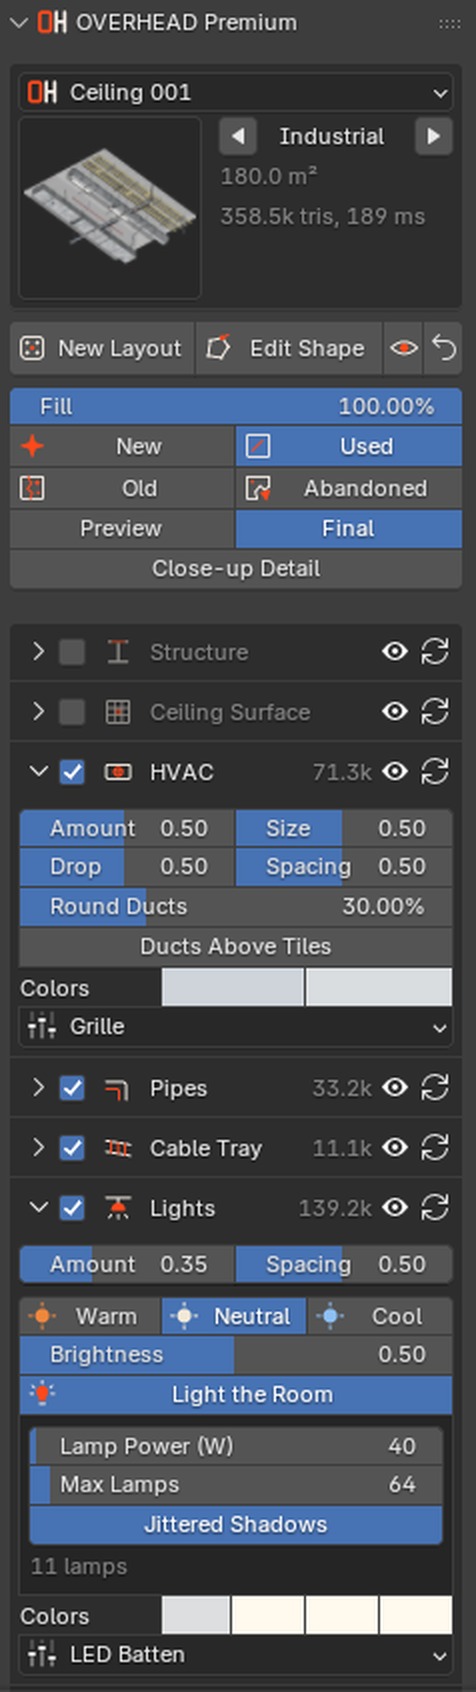 OVERHEAD Premium
OH Ceiling 001
Industrial
180.0 m²
358.5k tris, 189 ms
New Layout Edit Shape
Fill 100.00%
New Used
Old Abandoned
Preview Final
Close-up Detail
Structure
Ceiling Surface
HVAC 71.3k
Amount 0.50 Size 0.50
Drop 0.50 Spacing 0.50
Round Ducts 30.00%
Ducts Above Tiles
Colors
Grille
Pipes 33.2k
Cable Tray 11.1k
Lights 139.2k
Amount 0.35 Spacing 0.50
Warm Neutral Cool
Brightness 0.50
Light the Room
Lamp Power (W) 40
Max Lamps 64
Jittered Shadows
11 lamps
Colors
LED Batten